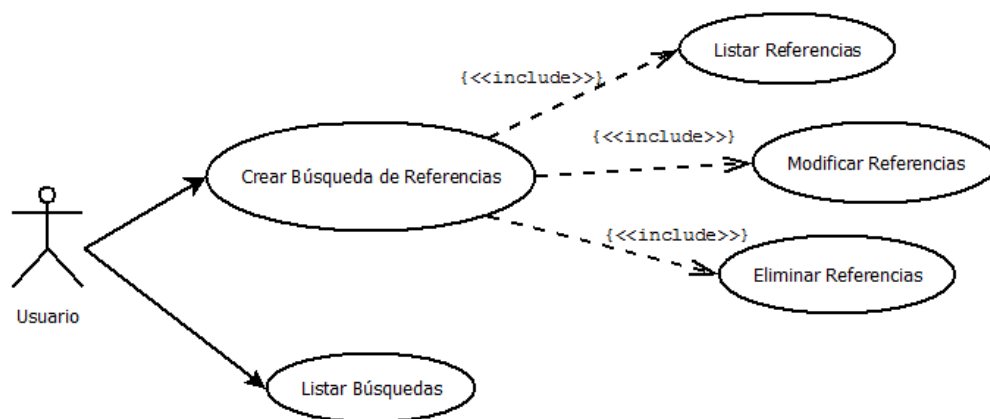 Listar Referencias
{<<include>>}
{<<include>>}
Modificar Referencias
Crear Búsqueda de Referencias
{<<include>>}
Eliminar Referencias
Usuario
Listar Búsquedas